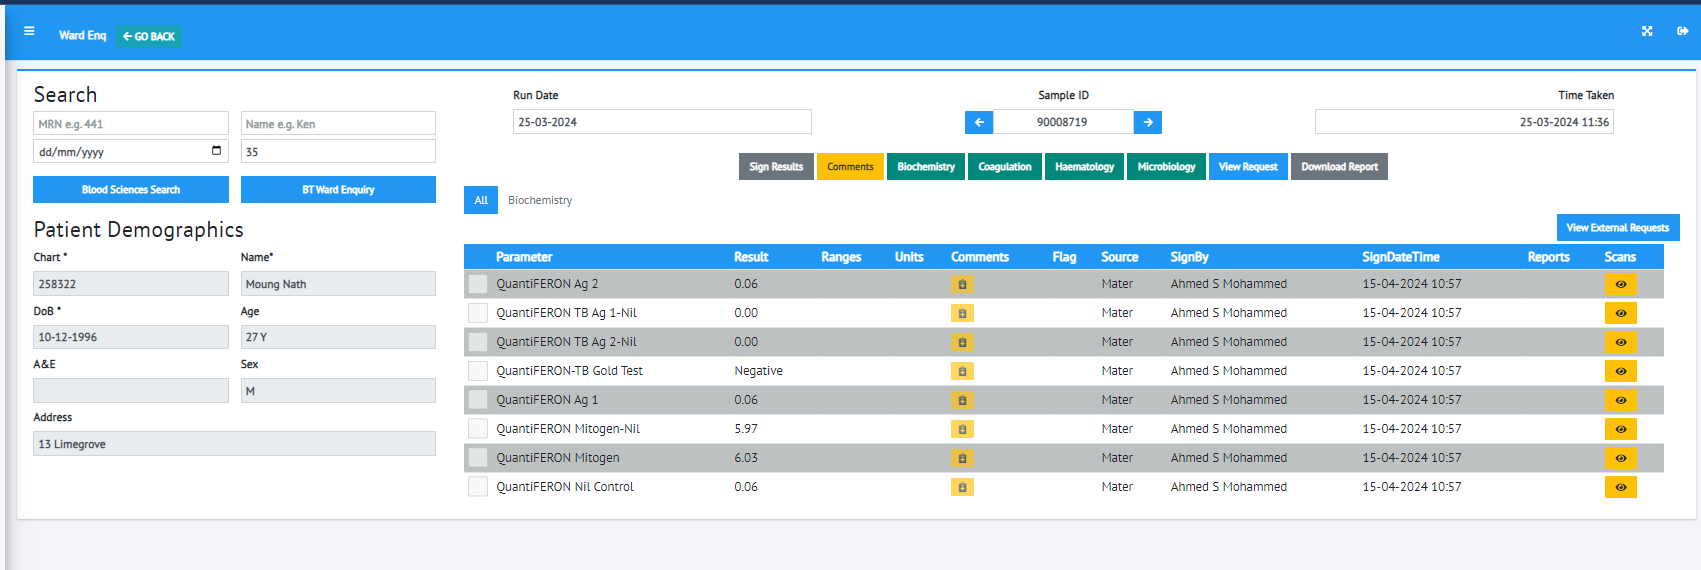 Ward Enq GO BACK
Search
MRN e.g. 441 Name e.g. Ken
dd/mm/yyyy 35
Blood Sciences Search BT Ward Enquiry
Patient Demographics
Chart * Name*
258322 Moung Nath
DoB * Age
10-12-1996 27 Y
A&E Sex
M
Address
13 Limegrove
Run Date Sample ID Time Taken
25-03-2024 90008719 25-03-2024 11:36
Sign Results Comments Biochemistry Coagulation Haematology Microbiology View Request Download Report
All Biochemistry
View External Requests
Parameter Result Ranges Units Comments Flag Source SignBy SignDateTime Reports Scans
QuantiFERON Ag 2 0.06 Mater Ahmed S Mohammed 15-04-2024 10:57
QuantiFERON TB Ag 1-Nil 0.00 Mater Ahmed S Mohammed 15-04-2024 10:57
QuantiFERON TB Ag 2-Nil 0.00 Mater Ahmed S Mohammed 15-04-2024 10:57
QuantiFERON-TB Gold Test Negative Mater Ahmed S Mohammed 15-04-2024 10:57
QuantiFERON Ag 1 0.06 Mater Ahmed S Mohammed 15-04-2024 10:57
QuantiFERON Mitogen-Nil 5.97 Mater Ahmed S Mohammed 15-04-2024 10:57
QuantiFERON Mitogen 6.03 Mater Ahmed S Mohammed 15-04-2024 10:57
QuantiFERON Nil Control 0.06 Mater Ahmed S Mohammed 15-04-2024 10:57